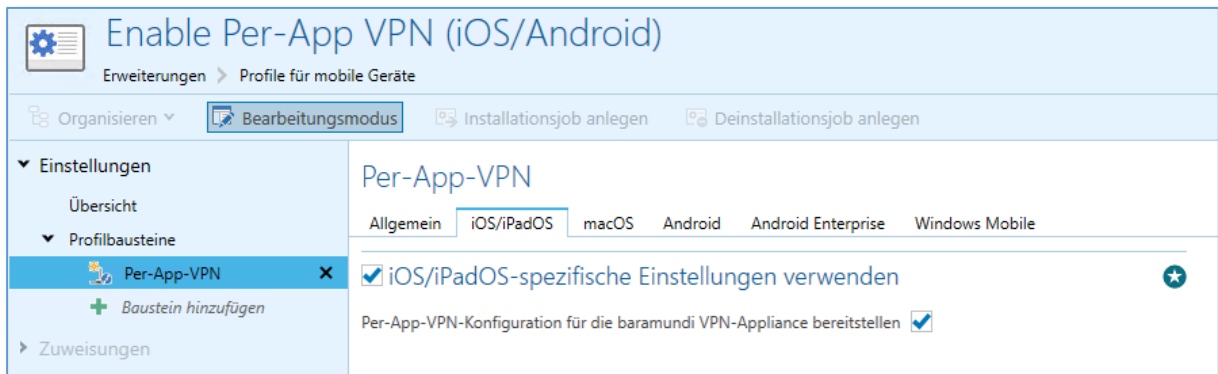 Enable Per-App VPN (iOS/Android)
Erweiterungen > Profile für mobile Geräte
Organisieren Bearbeitungsmodus Installationsjob anlegen Deinstallationsjob anlegen
Einstellungen
Übersicht
Profilbausteine
Per-App-VPN
Baustein hinzufügen
Zuweisungen
Per-App-VPN
Allgemein iOS/iPadOS macOS Android Android Enterprise Windows Mobile
iOS/iPadOS-spezifische Einstellungen verwenden
Per-App-VPN-Konfiguration für die baramundi VPN-Appliance bereitstellen